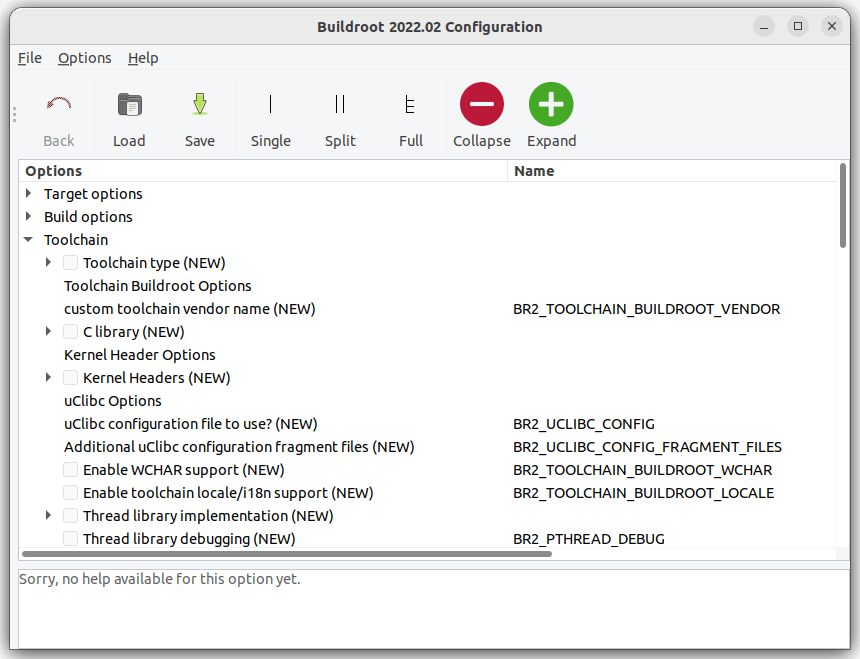 Buildroot 2022.02 Configuration
File Options Help
Back Load Save Single Split Full Collapse Expand
Options Name
Target options
Build options
Toolchain
Toolchain type (NEW)
Toolchain Buildroot Options
custom toolchain vendor name (NEW) BR2_TOOLCHAIN_BUILDROOT_VENDOR
C library (NEW)
Kernel Header Options
Kernel Headers (NEW)
uClibc Options
uClibc configuration file to use? (NEW) BR2_UCLIBC_CONFIG
Additional uClibc configuration fragment files (NEW) BR2_UCLIBC_CONFIG_FRAGMENT_FILES
Enable WCHAR support (NEW) BR2_TOOLCHAIN_BUILDROOT_WCHAR
Enable toolchain locale/i18n support (NEW) BR2_TOOLCHAIN_BUILDROOT_LOCALE
Thread library implementation (NEW)
Thread library debugging (NEW) BR2_PTHREAD_DEBUG
Sorry, no help available for this option yet.